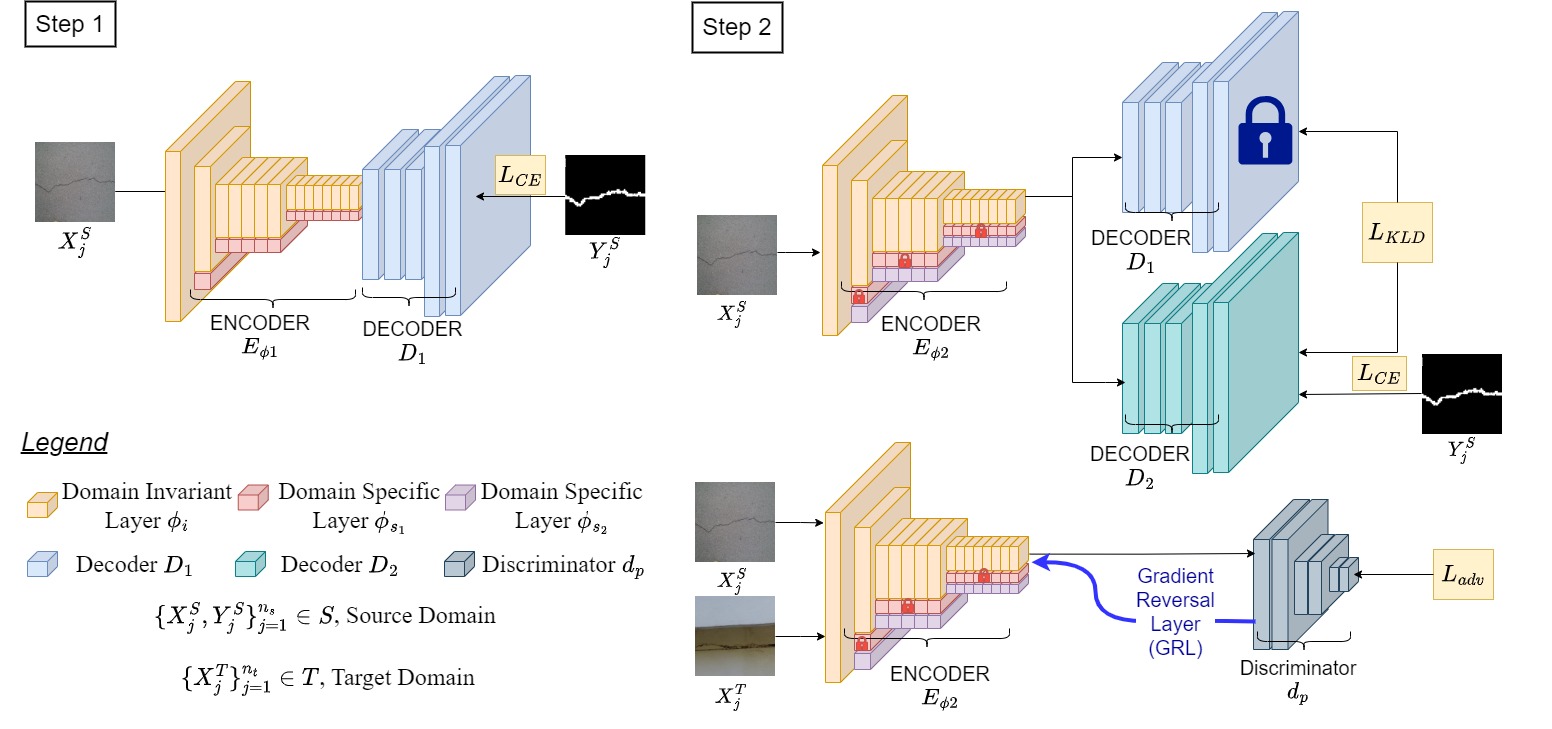 Step 1
$X_j^S$
$L_{CE}$
$Y_j^S$
ENCODER
$E_{\phi 1}$
DECODER
$D_1$
Step 2
$X_j^S$
ENCODER
$E_{\phi 2}$
DECODER
$D_1$
$L_{KLD}$
DECODER
$D_2$
$L_{CE}$
$Y_j^S$
$X_j^S$
$X_j^T$
ENCODER
$E_{\phi 2}$
Gradient
Reversal
Layer
(GRL)
Discriminator
$d_p$
$L_{adv}$
Legend
Domain Invariant
Layer $\phi_i$
Domain Specific
Layer $\phi_{s_1}$
Domain Specific
Layer $\phi_{s_2}$
Decoder $D_1$
Decoder $D_2$
Discriminator $d_p$
$\{X_j^S, Y_j^S\}_{j=1}^{n_s} \in S$, Source Domain
$\{X_j^T\}_{j=1}^{n_t} \in T$, Target Domain